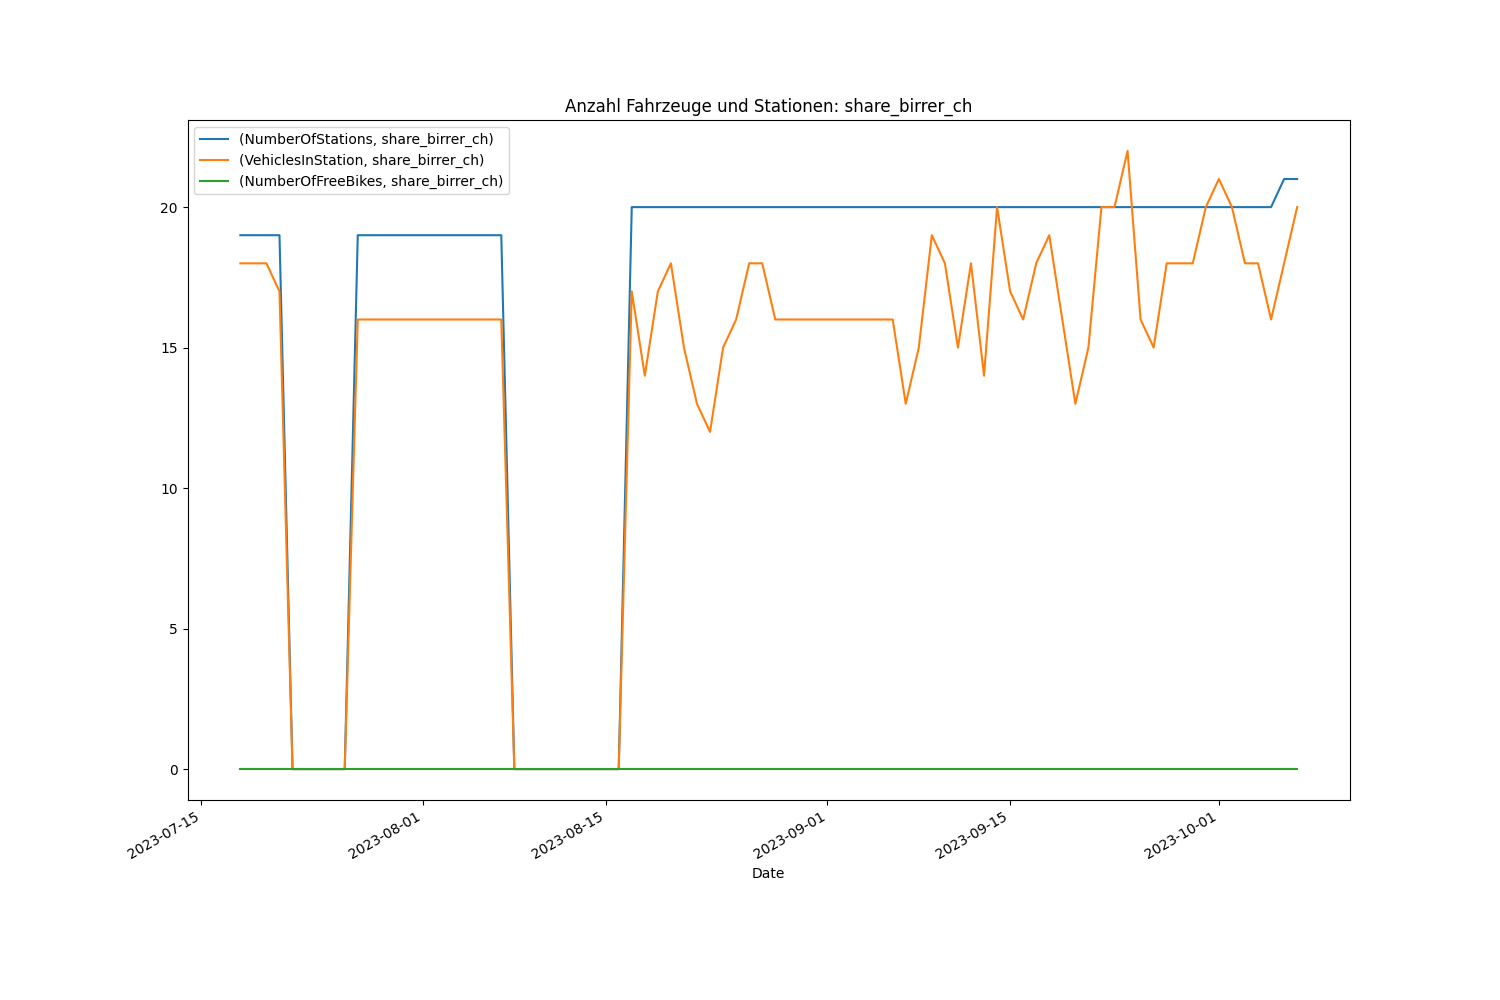 Anzahl Fahrzeuge und Stationen: share_birrer_ch
(NumberOfStations, share_birrer_ch)
(VehiclesInStation, share_birrer_ch)
(NumberOfFreeBikes, share_birrer_ch)
20
15
10
5
0
2023-07-15
2023-08-01
2023-08-15
2023-09-01
2023-09-15
2023-10-01
Date